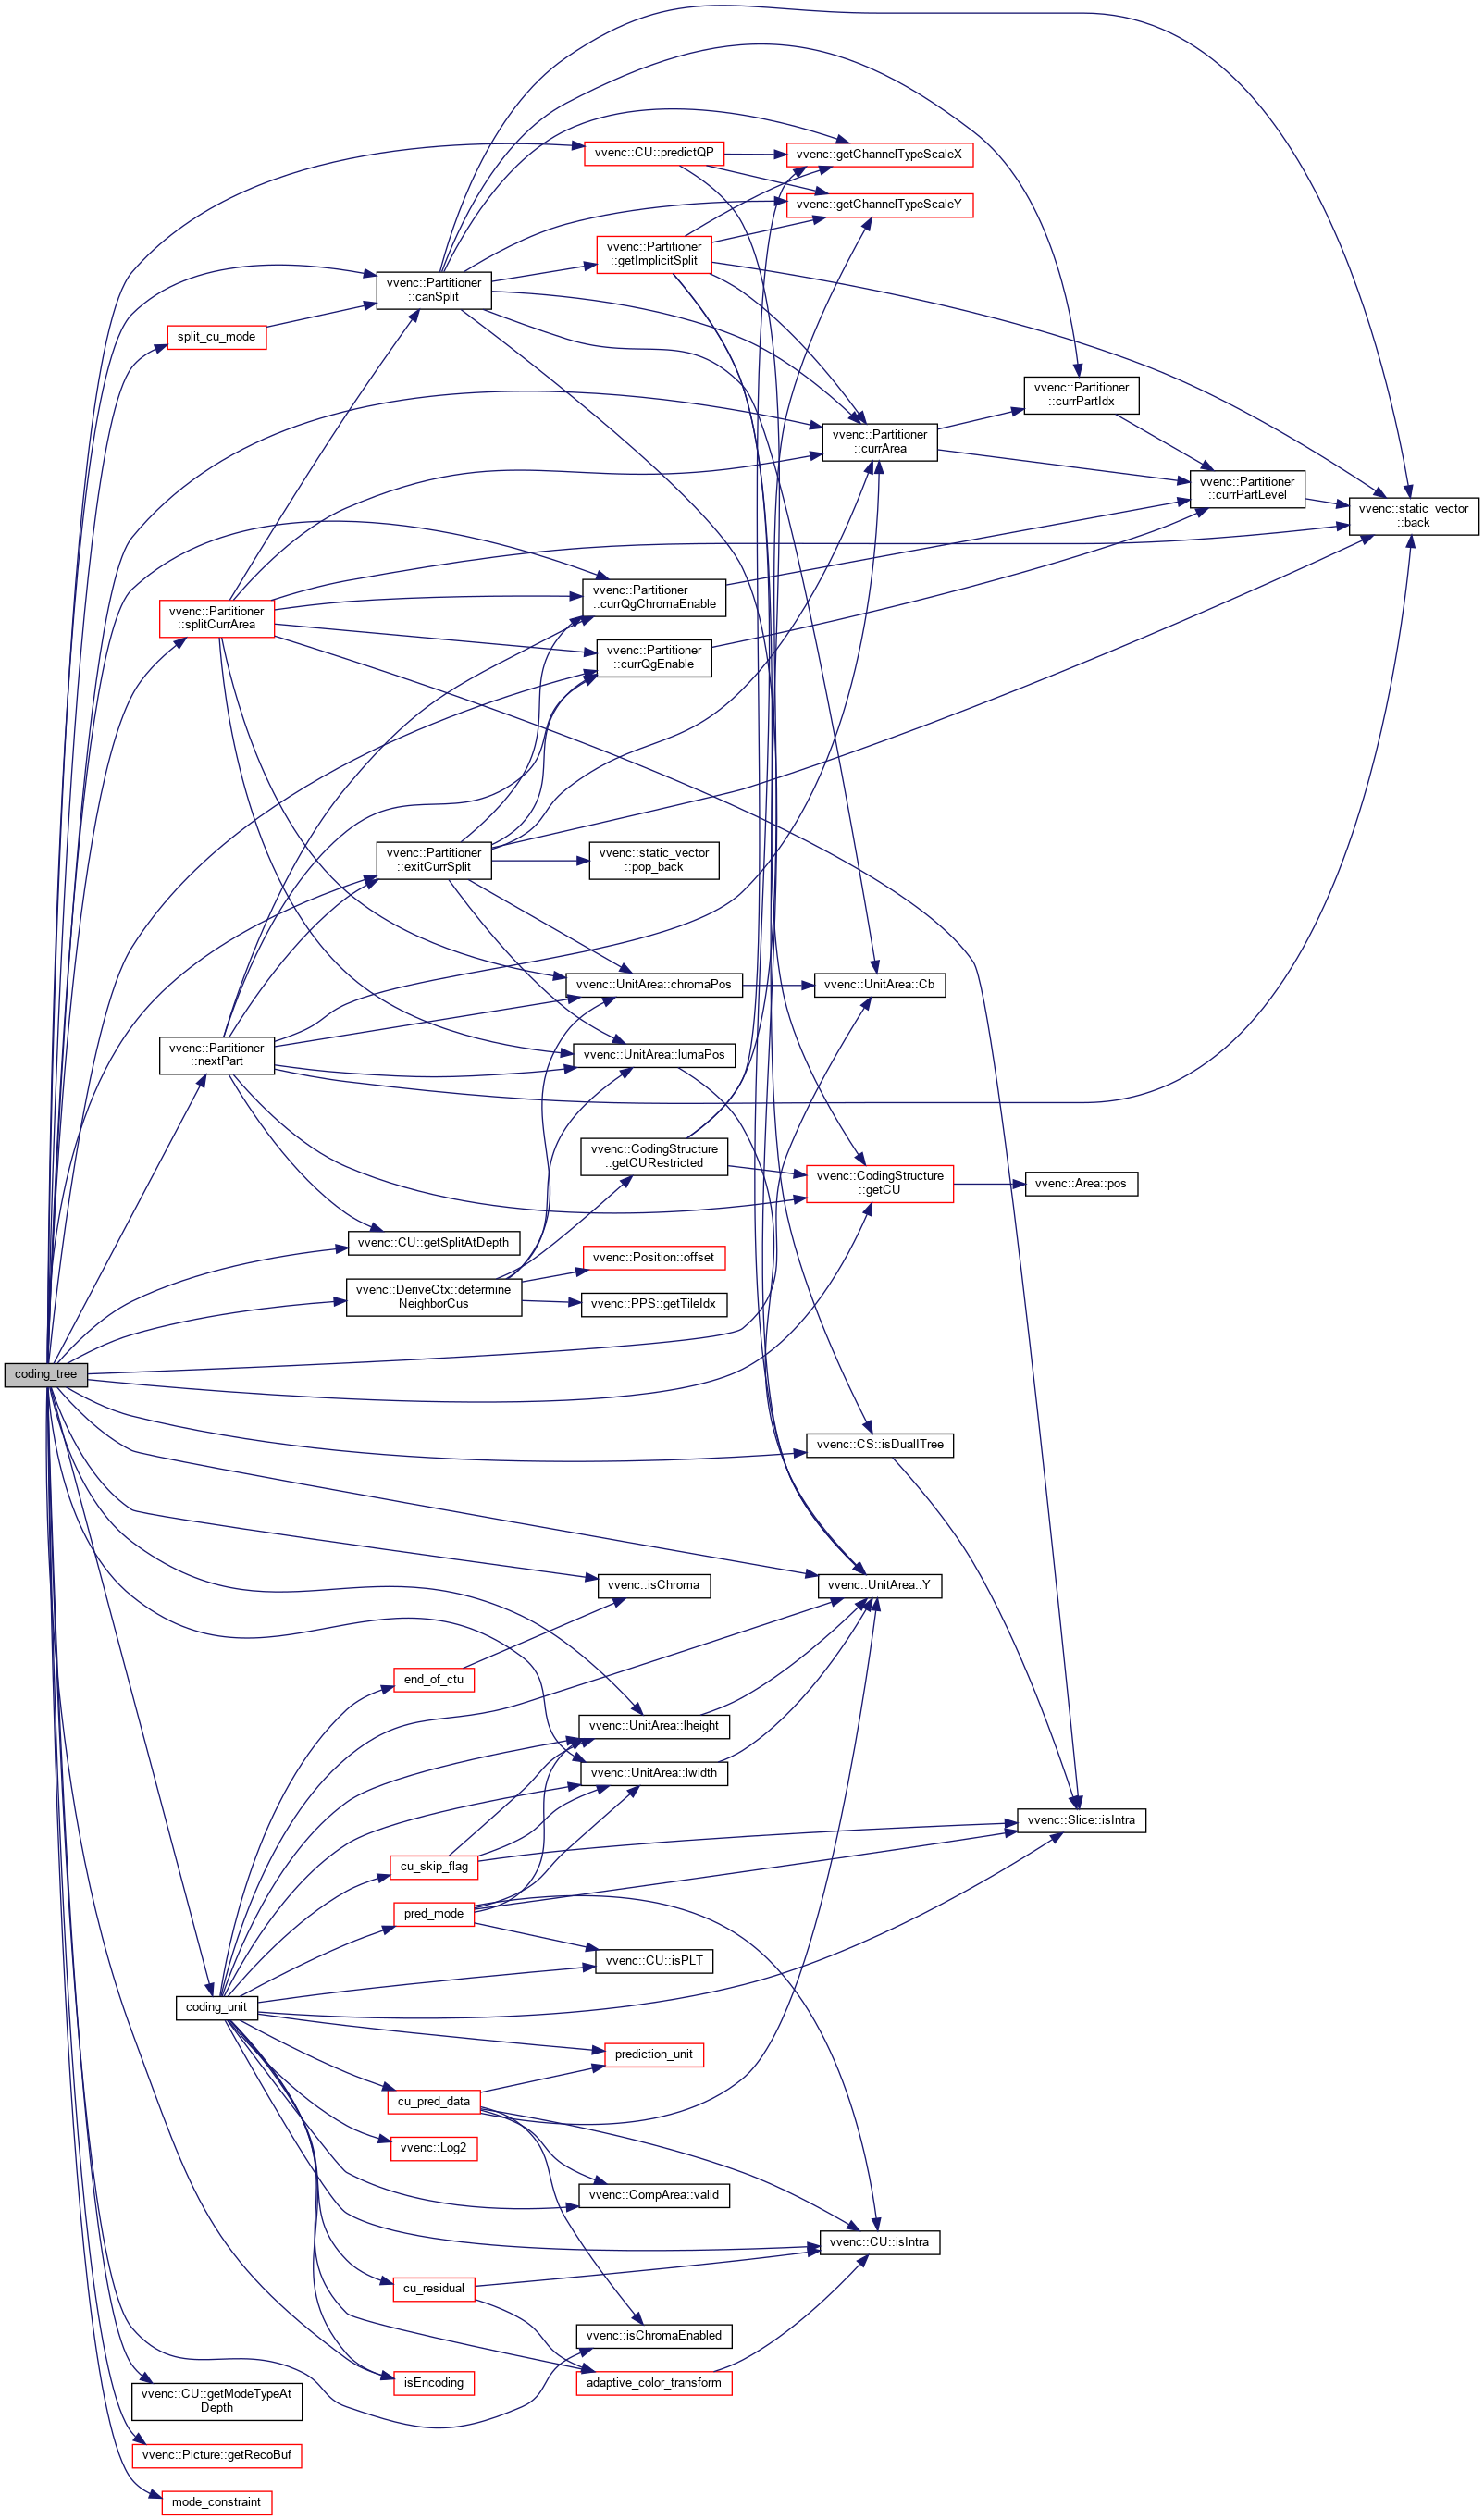 vvenc::CU::predictQP
vvenc::getChannelTypeScaleX
vvenc::getChannelTypeScaleY
vvenc::Partitioner
::getImplicitSplit
vvenc::Partitioner
::canSplit
split_cu_mode
vvenc::Partitioner
::currPartIdx
vvenc::Partitioner
::currArea
vvenc::Partitioner
::currPartLevel
vvenc::static_vector
::back
vvenc::Partitioner
::currQgChromaEnable
vvenc::Partitioner
::splitCurrArea
vvenc::Partitioner
::currQgEnable
vvenc::Partitioner
::exitCurrSplit
vvenc::static_vector
::pop_back
vvenc::UnitArea::chromaPos
vvenc::UnitArea::Cb
vvenc::Partitioner
::nextPart
vvenc::UnitArea::lumaPos
vvenc::CodingStructure
::getCURestricted
vvenc::CodingStructure
::getCU
vvenc::Area::pos
vvenc::CU::getSplitAtDepth
vvenc::Position::offset
vvenc::DeriveCtx::determine
NeighborCus
vvenc::PPS::getTileIdx
coding_tree
vvenc::CS::isDualITree
vvenc::isChroma
vvenc::UnitArea::Y
end_of_ctu
vvenc::UnitArea::lheight
vvenc::UnitArea::lwidth
vvenc::Slice::isIntra
cu_skip_flag
pred_mode
vvenc::CU::isPLT
coding_unit
prediction_unit
cu_pred_data
vvenc::Log2
vvenc::CompArea::valid
vvenc::CU::isIntra
cu_residual
vvenc::isChromaEnabled
isEncoding
adaptive_color_transform
vvenc::CU::getModeTypeAt
Depth
vvenc::Picture::getRecoBuf
mode_constraint